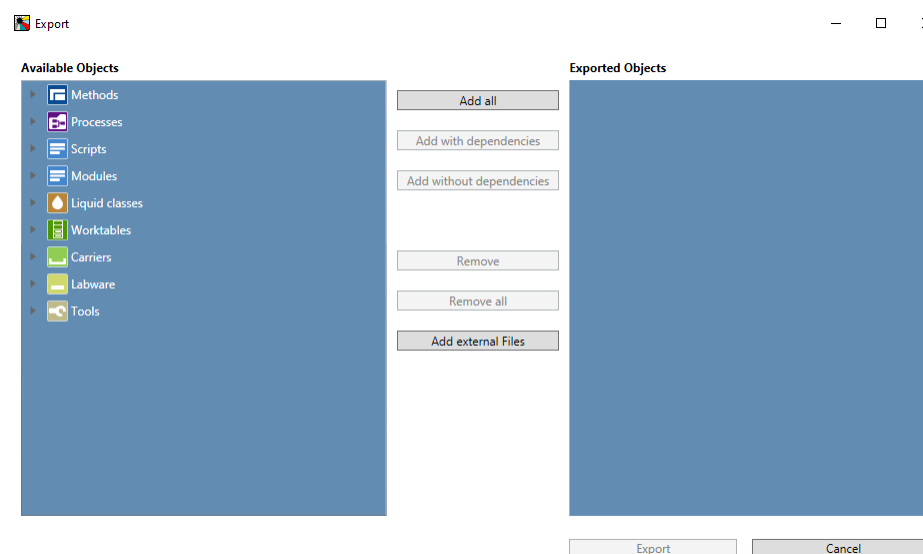 Export
Available Objects
Methods
Processes
Scripts
Modules
Liquid classes
Worktables
Carriers
Labware
Tools
Add all
Add with dependencies
Add without dependencies
Remove
Remove all
Add external Files
Exported Objects
Export
Cancel